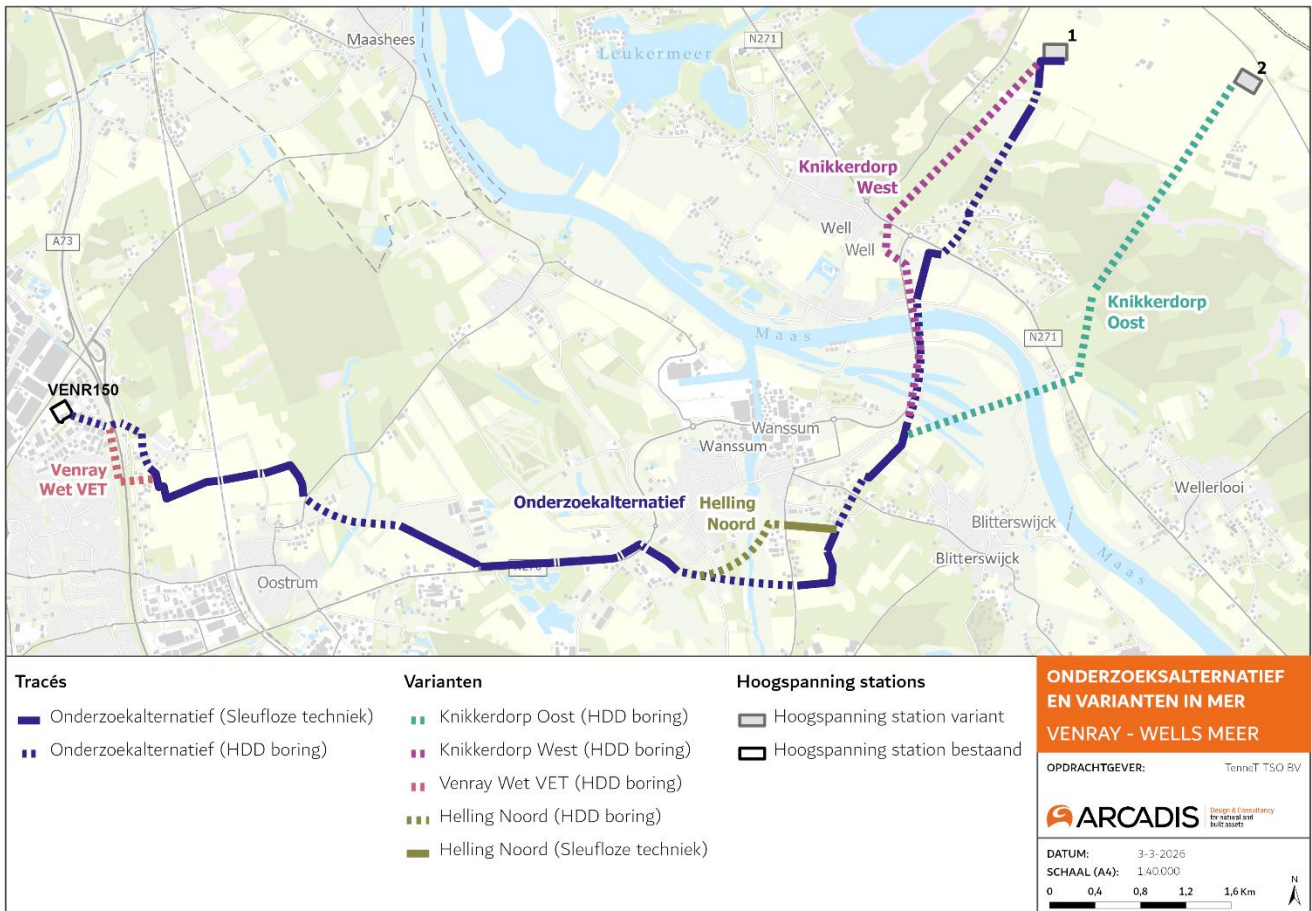 Maashees
N271
Leukermeer
1
2
A73
Knikkerdorp
West
Well
Well
Knikkerdorp
Oost
Maas
N271
VENR150
Wanssum
Wanssum
Venray
Wet VET
Onderzoekalternatief
Helling
Noord
Wellerlooi
Blitterswijck
Blitterswijck
Oostrum
Maas
Tracés
Onderzoekalternatief (Sleufloze techniek)
Onderzoekalternatief (HDD boring)
Varianten
Knikkerdorp Oost (HDD boring)
Knikkerdorp West (HDD boring)
Venray Wet VET (HDD boring)
Helling Noord (HDD boring)
Helling Noord (Sleufloze techniek)
Hoogspanning stations
Hoogspanning station variant
Hoogspanning station bestaand
ONDERZOEKSALTERNATIEF
EN VARIANTEN IN MER
VENRAY - WELLS MEER
OPDRACHTGEVER: TenneT TSO BV
ARCADIS
Design & Consultancy
for natural and
built assets
DATUM: 3-3-2026
SCHAAL (A4): 1:40.000
0 0,4 0,8 1,2 1,6 Km
N